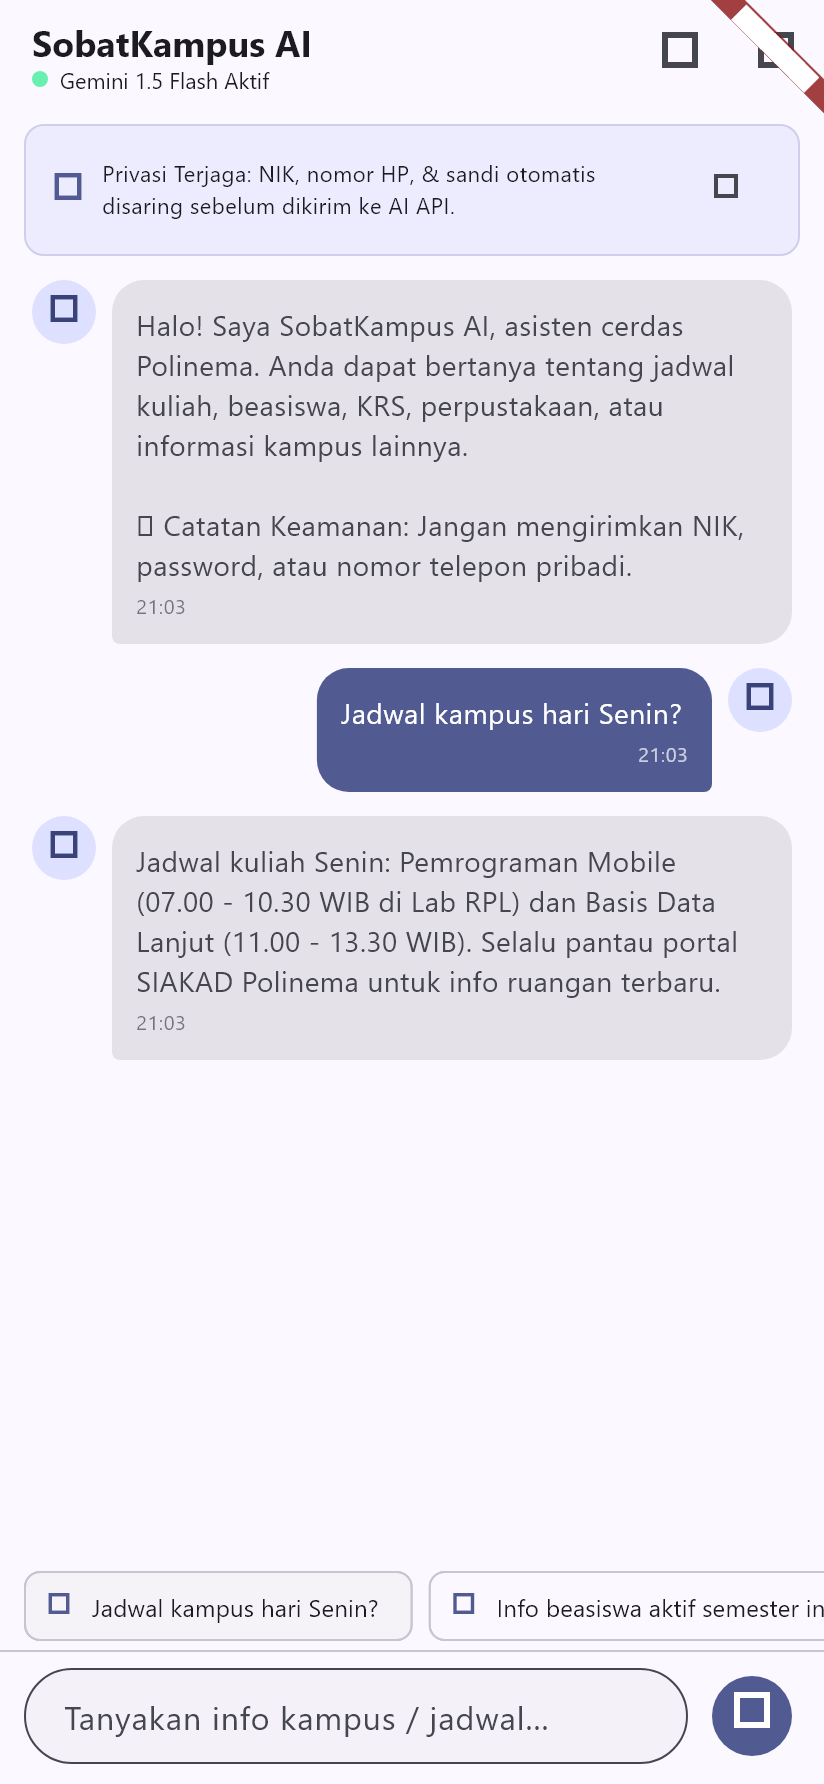 SobatKampus AI
Gemini 1.5 Flash Aktif
Privasi Terjaga: NIK, nomor HP, & sandi otomatis
disaring sebelum dikirim ke AI API.
Halo! Saya SobatKampus AI, asisten cerdas
Polinema. Anda dapat bertanya tentang jadwal
kuliah, beasiswa, KRS, perpustakaan, atau
informasi kampus lainnya.
Catatan Keamanan: Jangan mengirimkan NIK,
password, atau nomor telepon pribadi.
21:03
Jadwal kampus hari Senin?
21:03
Jadwal kuliah Senin: Pemrograman Mobile
(07.00 - 10.30 WIB di Lab RPL) dan Basis Data
Lanjut (11.00 - 13.30 WIB). Selalu pantau portal
SIAKAD Polinema untuk info ruangan terbaru.
21:03
Jadwal kampus hari Senin?
Info beasiswa aktif semester in
Tanyakan info kampus / jadwal...